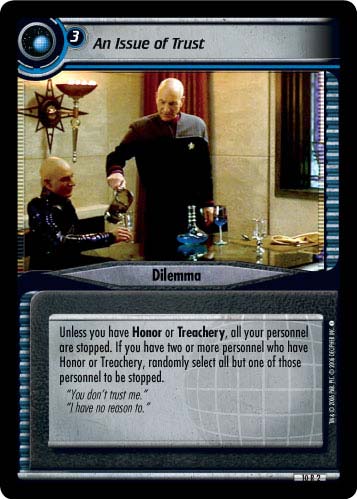 3
An Issue of Trust
Dilemma
Unless you have Honor or Treachery, all your personnel
are stopped. If you have two or more personnel who have
Honor or Treachery, randomly select all but one of those
personnel to be stopped.
"You don't trust me."
"I have no reason to."
10 R 2